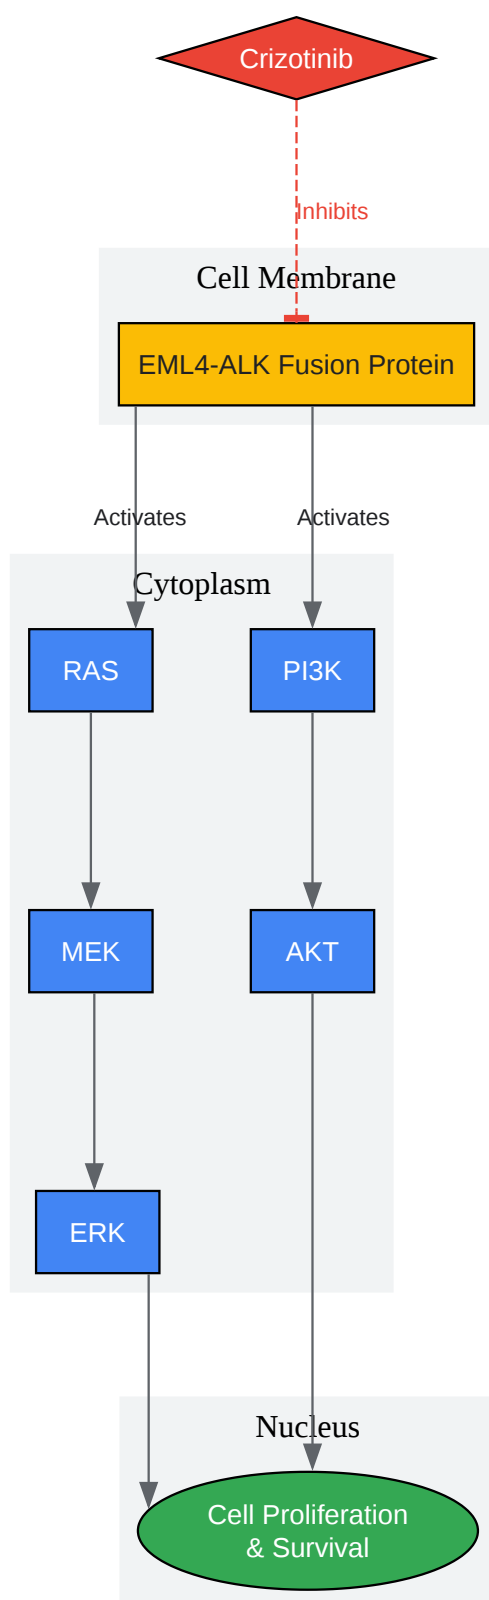 Crizotinib
Inhibits
Cell Membrane
EML4-ALK Fusion Protein
Activates
Activates
Cytoplasm
RAS
PI3K
MEK
AKT
ERK
Nucleus
Cell Proliferation
& Survival